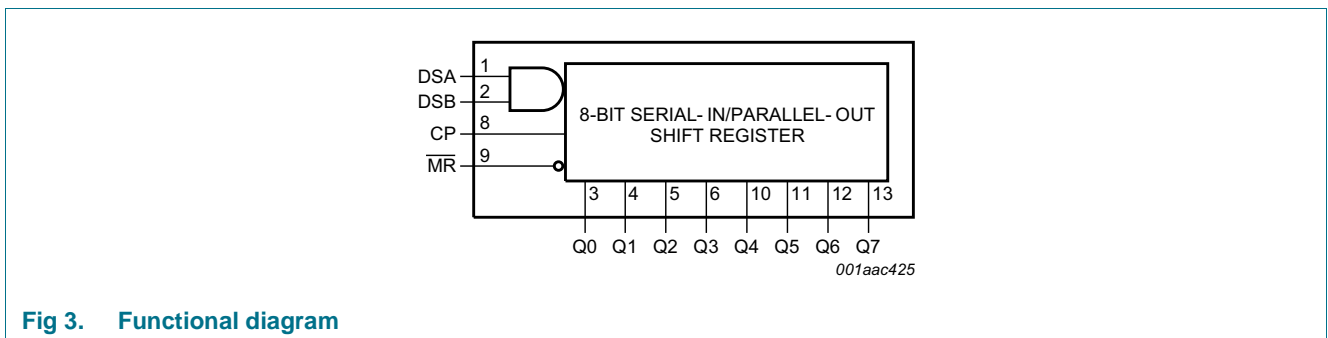 DSA 1
DSB 2
CP 8
M̅R̅ 9
8-BIT SERIAL- IN/PARALLEL- OUT
SHIFT REGISTER
3 4 5 6 10 11 12 13
Q0 Q1 Q2 Q3 Q4 Q5 Q6 Q7
001aac425
Fig 3. Functional diagram